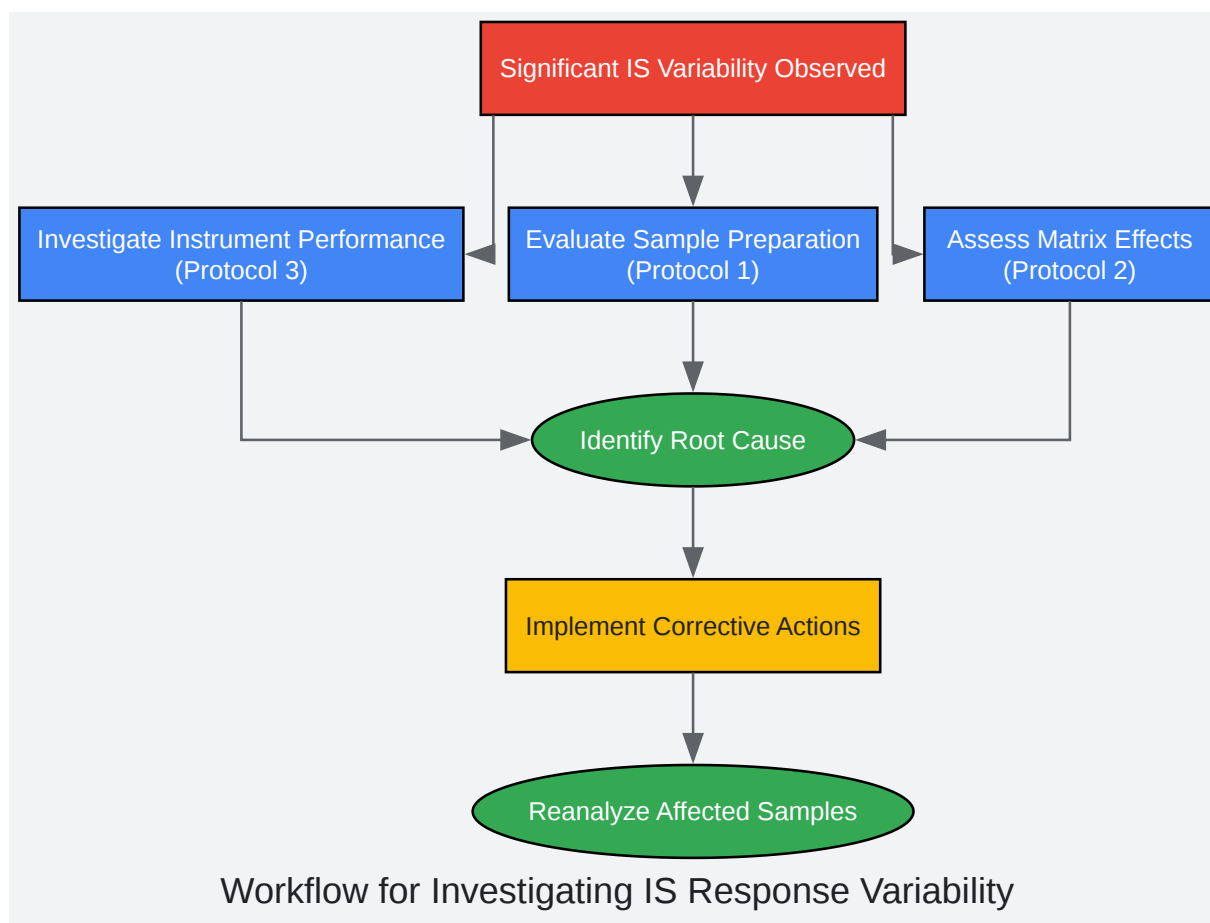 Significant IS Variability Observed
Investigate Instrument Performance
(Protocol 3)
Evaluate Sample Preparation
(Protocol 1)
Assess Matrix Effects
(Protocol 2)
Identify Root Cause
Implement Corrective Actions
Reanalyze Affected Samples
Workflow for Investigating IS Response Variability